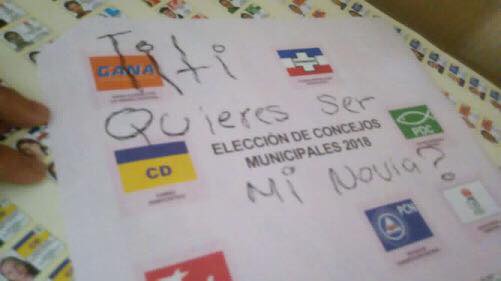 Titi
GANA
Quieres Ser
ELECCIÓN DE CONCEJOS
MUNICIPALES 2018
CD
PDC
Mi Novia?
PCN